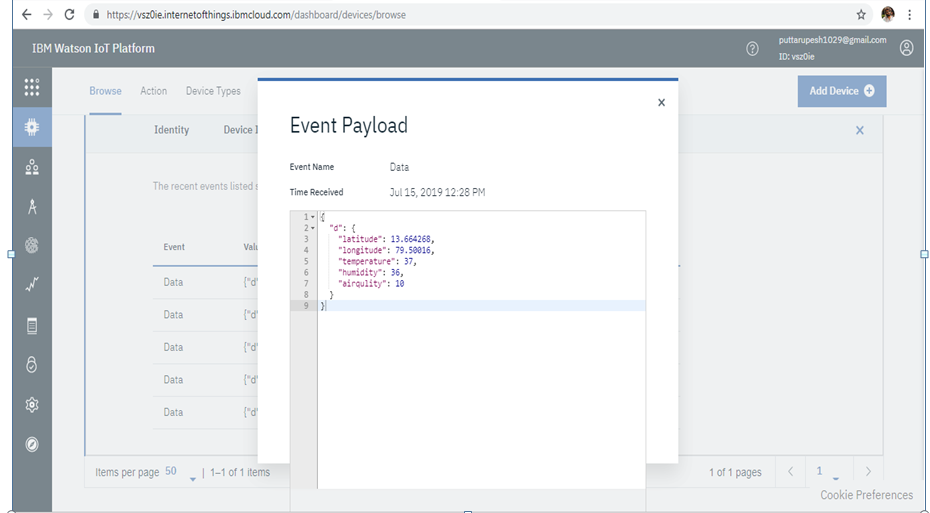 https://vsz0ie.internetofthings.ibmcloud.com/dashboard/devices/browse
IBM Watson IoT Platform
puttarupesh1029@gmail.com
ID: vsz0ie
Browse Action Device Types
Add Device
Identity Device I
Event Payload
Event Name Data
Time Received Jul 15, 2019 12:28 PM
The recent events listed s
Event Valu
Data {"d"
Data {"d"
Data {"d"
Data {"d"
Data {"d"
1 {
2 "d": {
3 "latitude": 13.664268,
4 "longitude": 79.50016,
5 "temperature": 37,
6 "humidity": 36,
7 "airqulity": 10
8 }
9 }
Items per page 50 | 1–1 of 1 items
1 of 1 pages < 1 >
Cookie Preferences